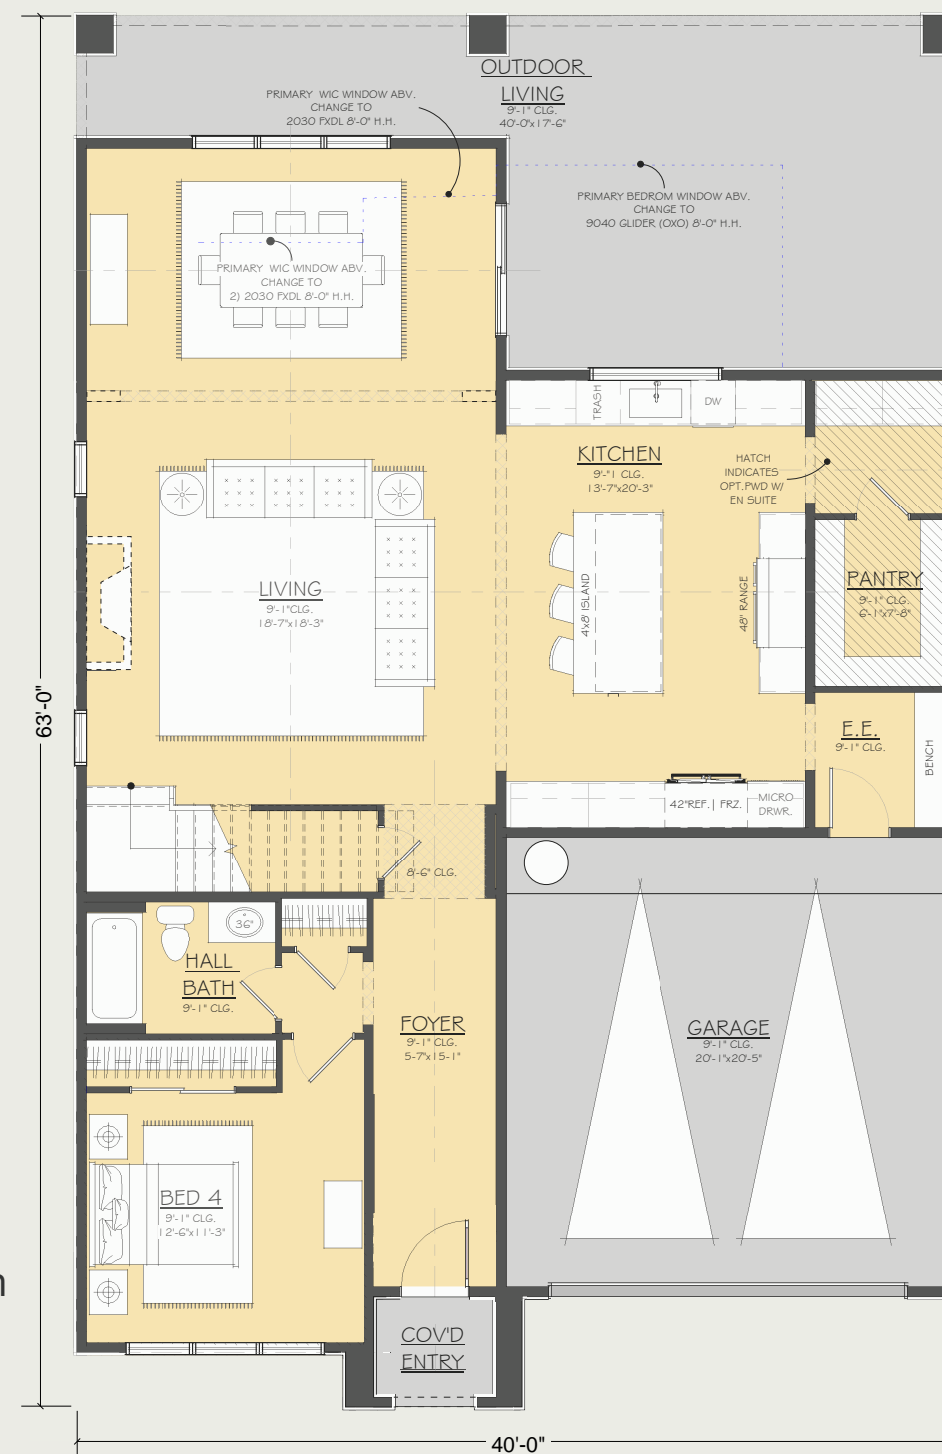 OUTDOOR
LIVING
9'-1" CLG.
40'-0"x17'-6"
PRIMARY WIC WINDOW ABV.
CHANGE TO
2030 FXDL 8'-0" H.H.
PRIMARY BEDROM WINDOW ABV.
CHANGE TO
9040 GLIDER (OXO) 8'-0" H.H.
PRIMARY WIC WINDOW ABV.
CHANGE TO
2) 2030 FXDL 8'-0" H.H.
TRASH
DW
KITCHEN
9'-"1 CLG.
13'-7"x20'-3"
HATCH
INDICATES
OPT.PWD W/
EN SUITE
LIVING
9'-1"CLG.
18'-7"x18'-3"
4'x8' ISLAND
48" RANGE
PANTRY
9'-1" CLG.
6'-1"x7'-8"
63'-0"
E.E.
9'-1" CLG.
BENCH
42"REF. | FRZ.
MICRO
DRWR.
8'-6" CLG.
36"
HALL
BATH
9'-1" CLG.
FOYER
9'-1" CLG.
5-7"x15-1"
GARAGE
9'-1" CLG.
20'-1"x20'-5"
BED 4
9'-1" CLG.
12'-6"x11'-3"
n
COV'D
ENTRY
40'-0"